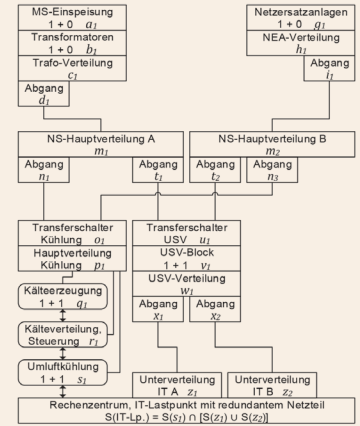 MS-Einspeisung
1 + 0 a₁
Transformatoren
1 + 0 b₁
Trafo-Verteilung
c₁
Abgang
d₁
Netzersatzanlagen
1 + 0 g₁
NEA-Verteilung
h₁
Abgang
i₁
NS-Hauptverteilung A
m₁
Abgang
n₁
Abgang
t₁
NS-Hauptverteilung B
m₂
Abgang
t₂
Abgang
n₃
Transferschalter
Kühlung o₁
Hauptverteilung
Kühlung p₁
Kälteerzeugung
1 + 1 q₁
Kälteverteilung,
Steuerung r₁
Umluftkühlung
1 + 1 s₁
Transferschalter
USV u₁
USV-Block
1 + 1 v₁
USV-Verteilung
w₁
Abgang
x₁
Abgang
x₂
Unterverteilung
IT A z₁
Unterverteilung
IT B z₂
Rechenzentrum, IT-Lastpunkt mit redundantem Netzteil
S(IT-Lp.) = S(s₁) ∩ [S(z₁) ∪ S(z₂)]